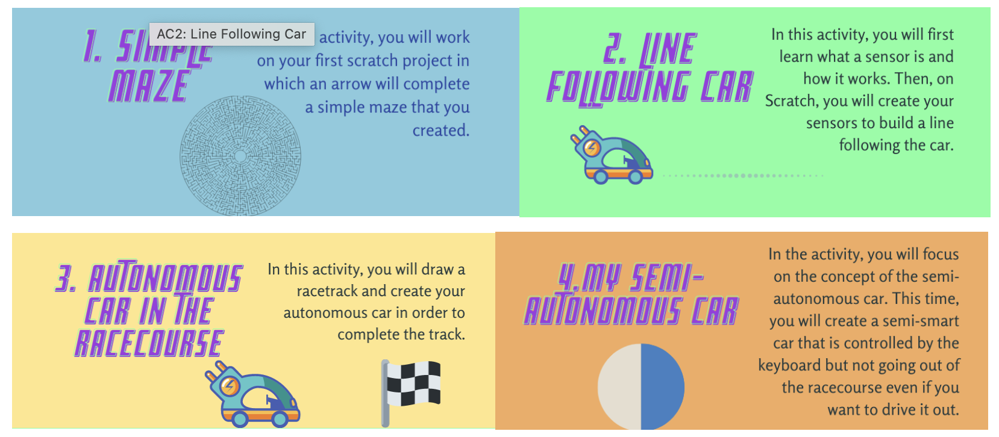 1. SIMPLE
MAZE
AC2: Line Following Car
activity, you will work
on your first scratch project in
which an arrow will complete
a simple maze that you
created.
2. LINE
FOLLOWING CAR
In this activity, you will first
learn what a sensor is and
how it works. Then, on
Scratch, you will create your
sensors to build a line
following the car.
3. AUTONOMOUS
CAR IN THE
RACECOURSE
In this activity, you will draw a
racetrack and create your
autonomous car in order to
complete the track.
4.MY SEMI-
AUTONOMOUS CAR
In the activity, you will focus
on the concept of the semi-
autonomous car. This time,
you will create a semi-smart
car that is controlled by the
keyboard but not going out of
the racecourse even if you
want to drive it out.